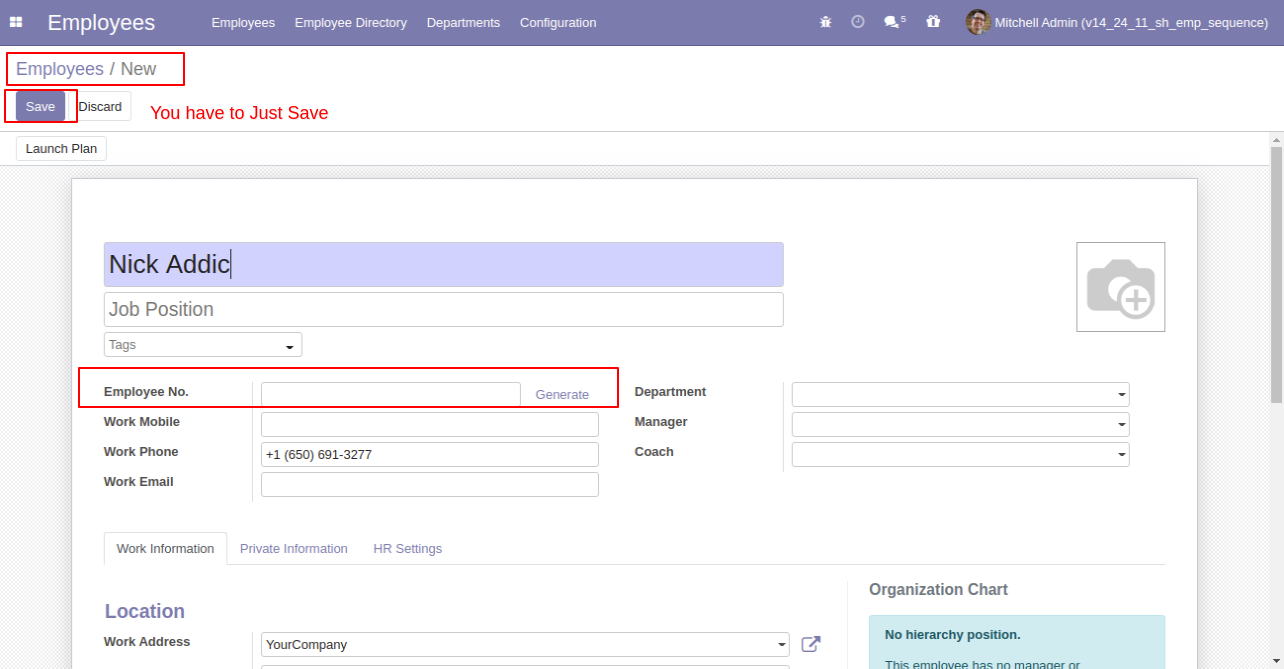 Employees Employees Employee Directory Departments Configuration 5 Mitchell Admin (v14_24_11_sh_emp_sequence)
Employees / New
Save Discard You have to Just Save
Launch Plan
Nick Addic
Job Position
Tags
Employee No. Generate Department
Work Mobile Manager
Work Phone +1 (650) 691-3277 Coach
Work Email
Work Information Private Information HR Settings
Organization Chart
Location
No hierarchy position.
Work Address YourCompany
This employee has no manager or